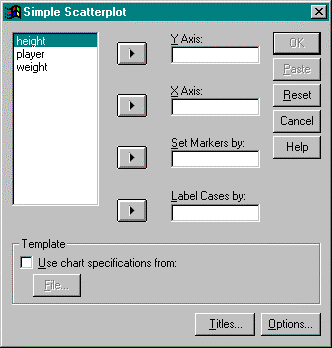 Simple Scatterplot
height
player
weight
Y Axis:
X Axis:
Set Markers by:
Label Cases by:
OK
Paste
Reset
Cancel
Help
Template
Use chart specifications from:
File...
Titles...
Options...